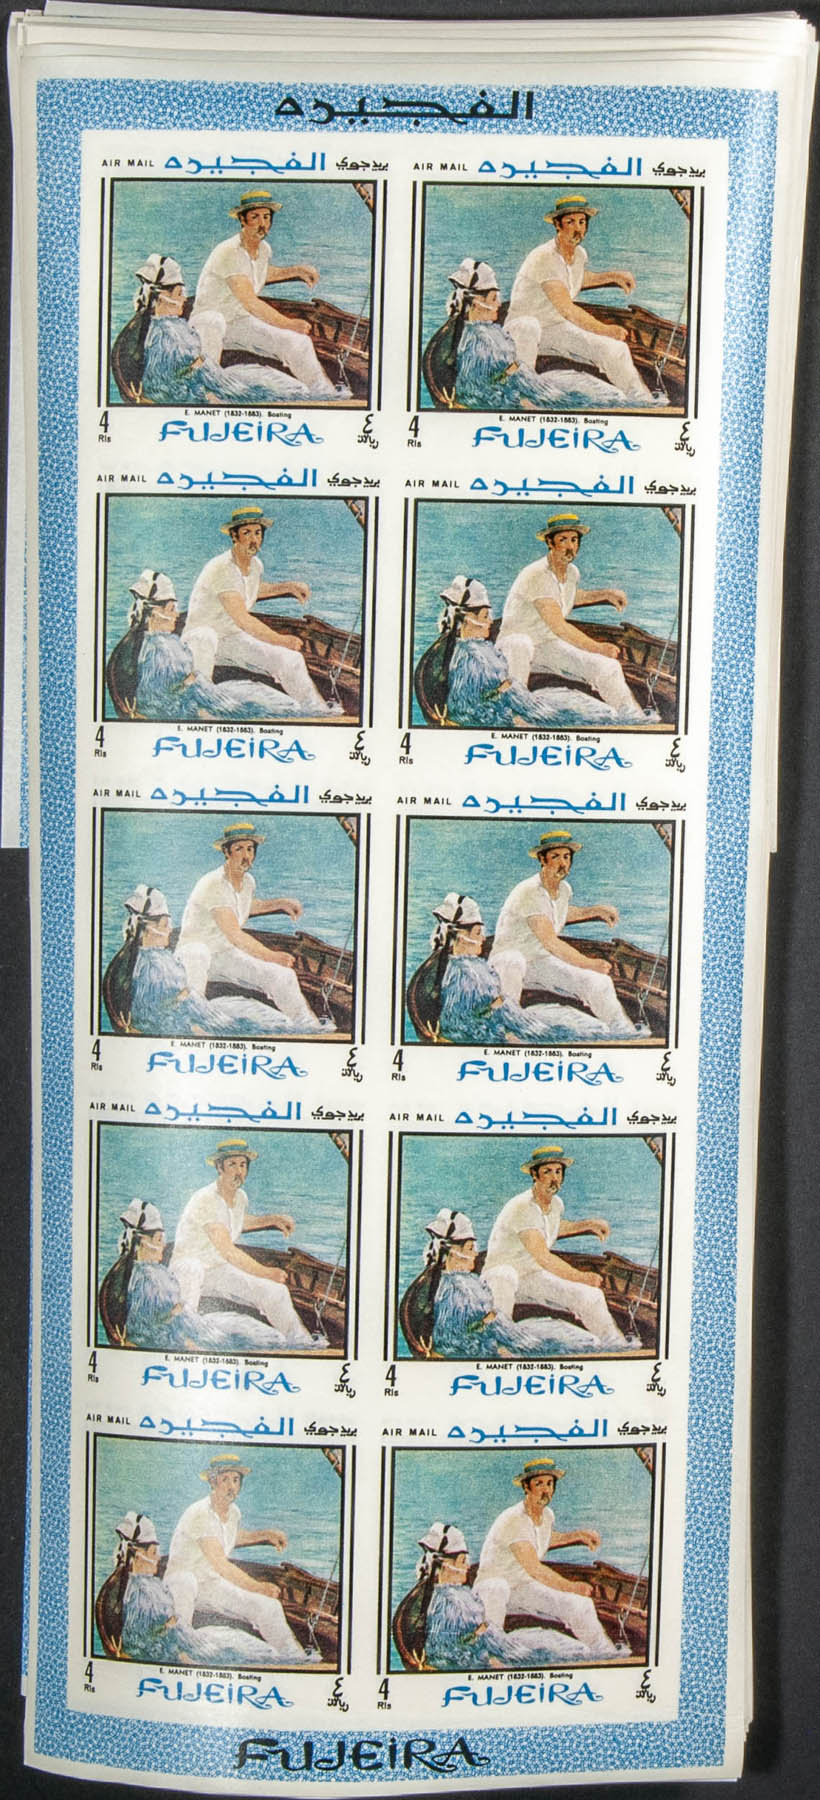 الفجيره
AIR MAIL الفجيره بريد جوي AIR MAIL الفجيره بريد جوي
E. MANET (1832-1883). Boating E. MANET (1832-1883). Boating
4 Rls FUJEiRA ٤ ريالات 4 Rls FUJEiRA ٤ ريالات
AIR MAIL الفجيره بريد جوي AIR MAIL الفجيره بريد جوي
E. MANET (1832-1883). Boating E. MANET (1832-1883). Boating
4 Rls FUJEiRA ٤ ريالات 4 Rls FUJEiRA ٤ ريالات
AIR MAIL الفجيره بريد جوي AIR MAIL الفجيره بريد جوي
E. MANET (1832-1883). Boating E. MANET (1832-1883). Boating
4 Rls FUJEiRA ٤ ريالات 4 Rls FUJEiRA ٤ ريالات
AIR MAIL الفجيره بريد جوي AIR MAIL الفجيره بريد جوي
E. MANET (1832-1883). Boating E. MANET (1832-1883). Boating
4 Rls FUJEiRA ٤ ريالات 4 Rls FUJEiRA ٤ ريالات
AIR MAIL الفجيره بريد جوي AIR MAIL الفجيره بريد جوي
E. MANET (1832-1883). Boating E. MANET (1832-1883). Boating
4 Rls FUJEiRA ٤ ريالات 4 Rls FUJEiRA ٤ ريالات
FUJEiRA